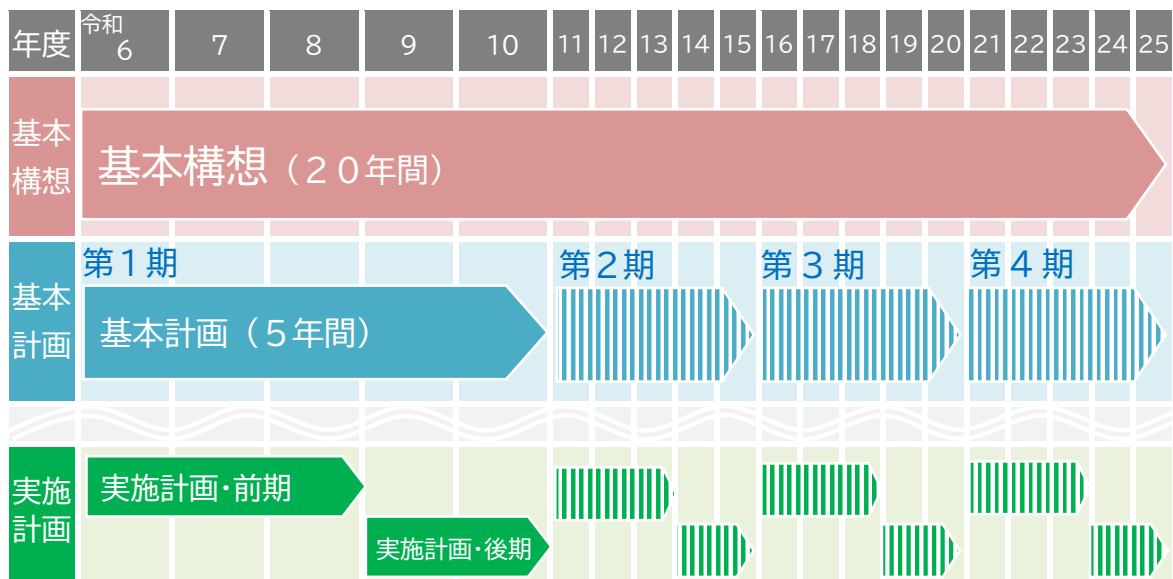 年度 令和6 7 8 9 10 11 12 13 14 15 16 17 18 19 20 21 22 23 24 25
基本
構想
基本構想（２０年間）
第１期 第２期 第３期 第４期
基本
計画
基本計画（５年間）
実施
計画
実施計画・前期
実施計画・後期